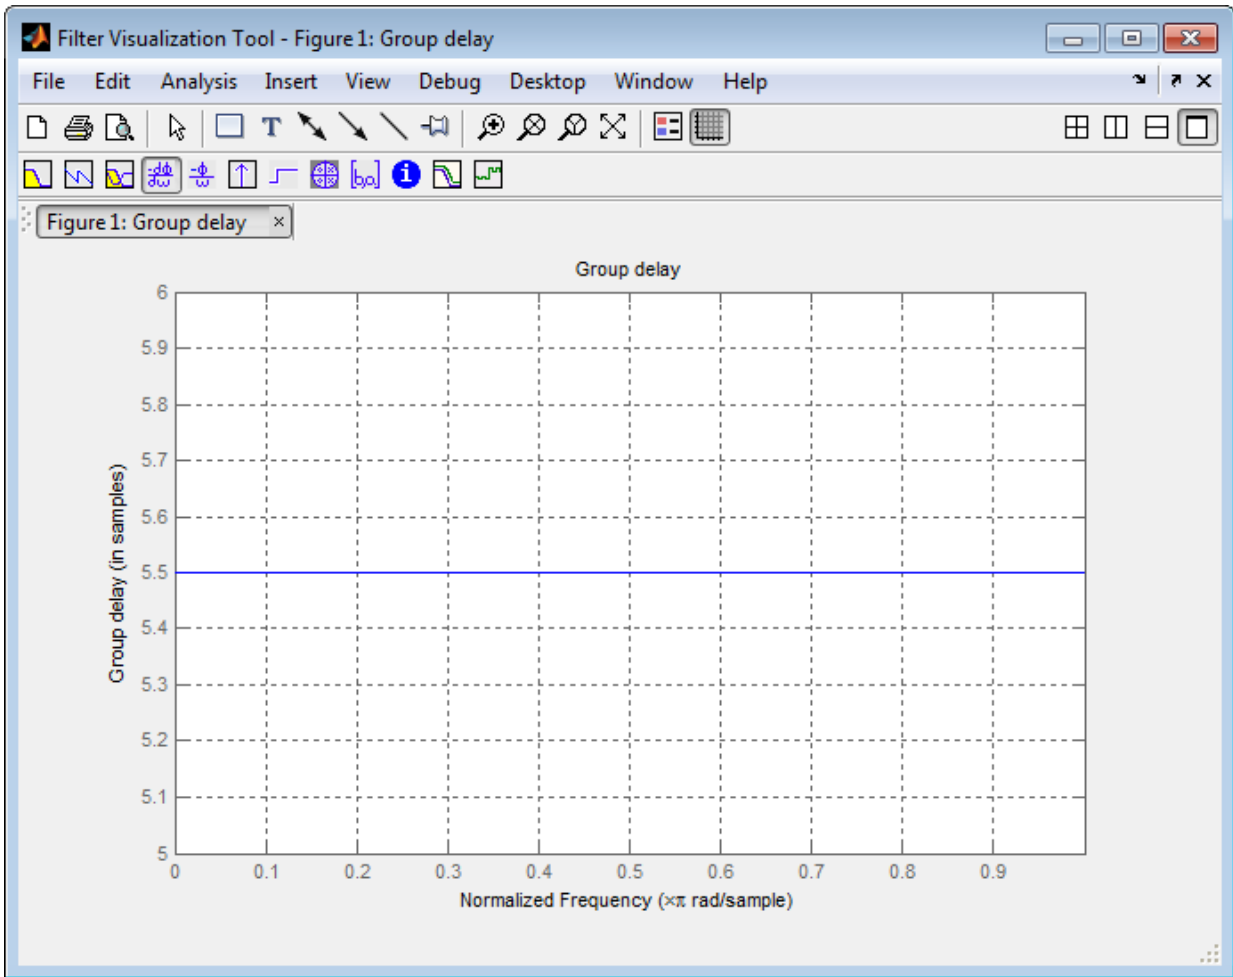 Filter Visualization Tool - Figure 1: Group delay
File Edit Analysis Insert View Debug Desktop Window Help
T
-dϕ
dω
-ϕ
ω
[b,a]
i
Figure 1: Group delay ×
Group delay
6
5.9
5.8
5.7
5.6
5.5
5.4
5.3
5.2
5.1
5
Group delay (in samples)
0 0.1 0.2 0.3 0.4 0.5 0.6 0.7 0.8 0.9
Normalized Frequency (×π rad/sample)